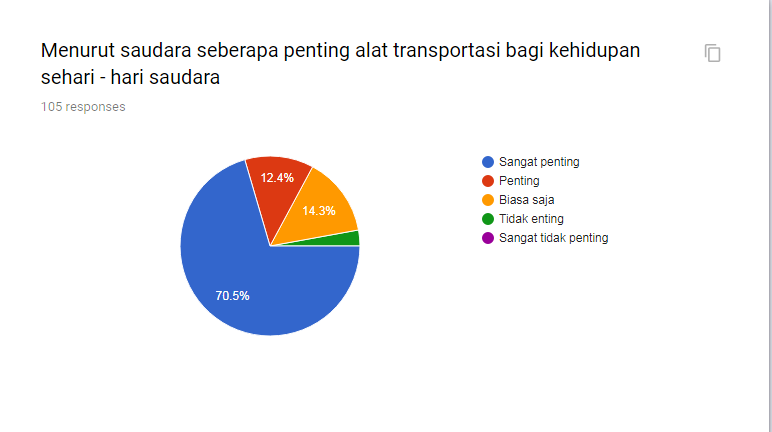 Menurut saudara seberapa penting alat transportasi bagi kehidupan
sehari - hari saudara
105 responses
12.4%
14.3%
70.5%
Sangat penting
Penting
Biasa saja
Tidak enting
Sangat tidak penting